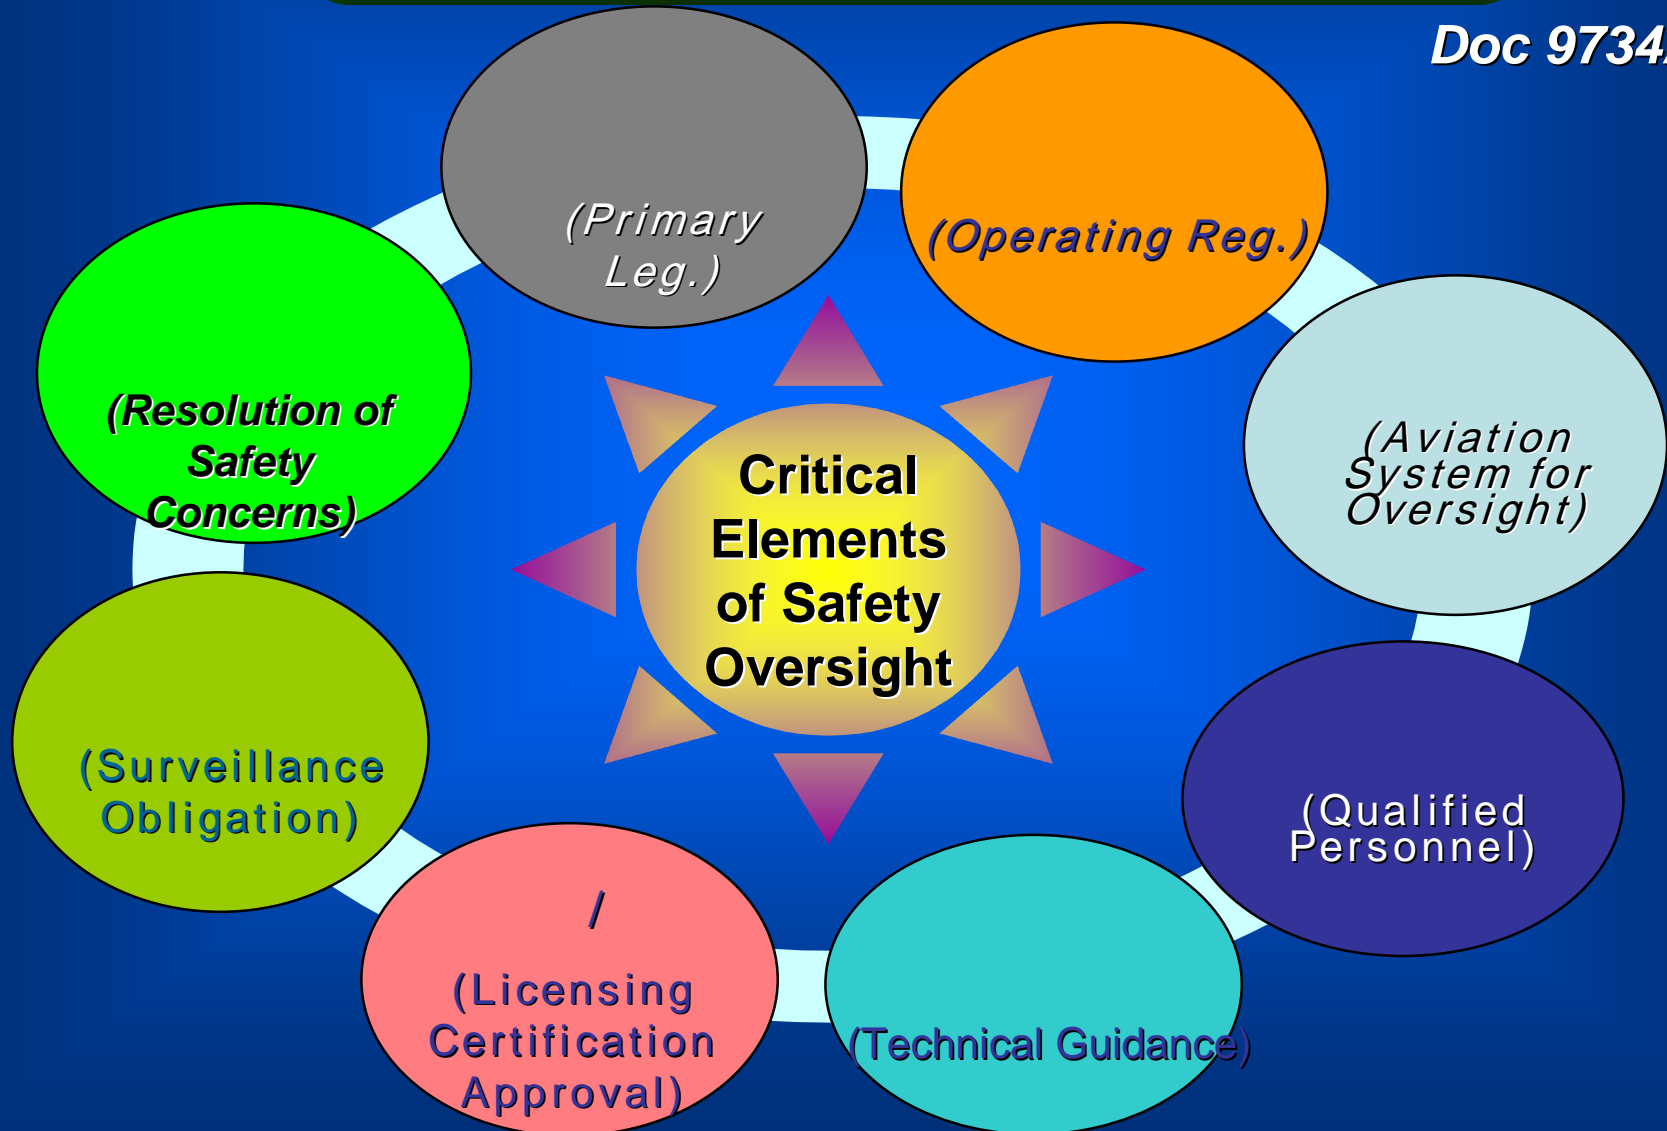 Doc 9734
(Primary
Leg.)
(Operating Reg.)
(Aviation
System for
Oversight)
(Qualified
Personnel)
(Technical Guidance)
/
(Licensing
Certification
Approval)
(Surveillance
Obligation)
(Resolution of
Safety
Concerns)
Critical
Elements
of Safety
Oversight